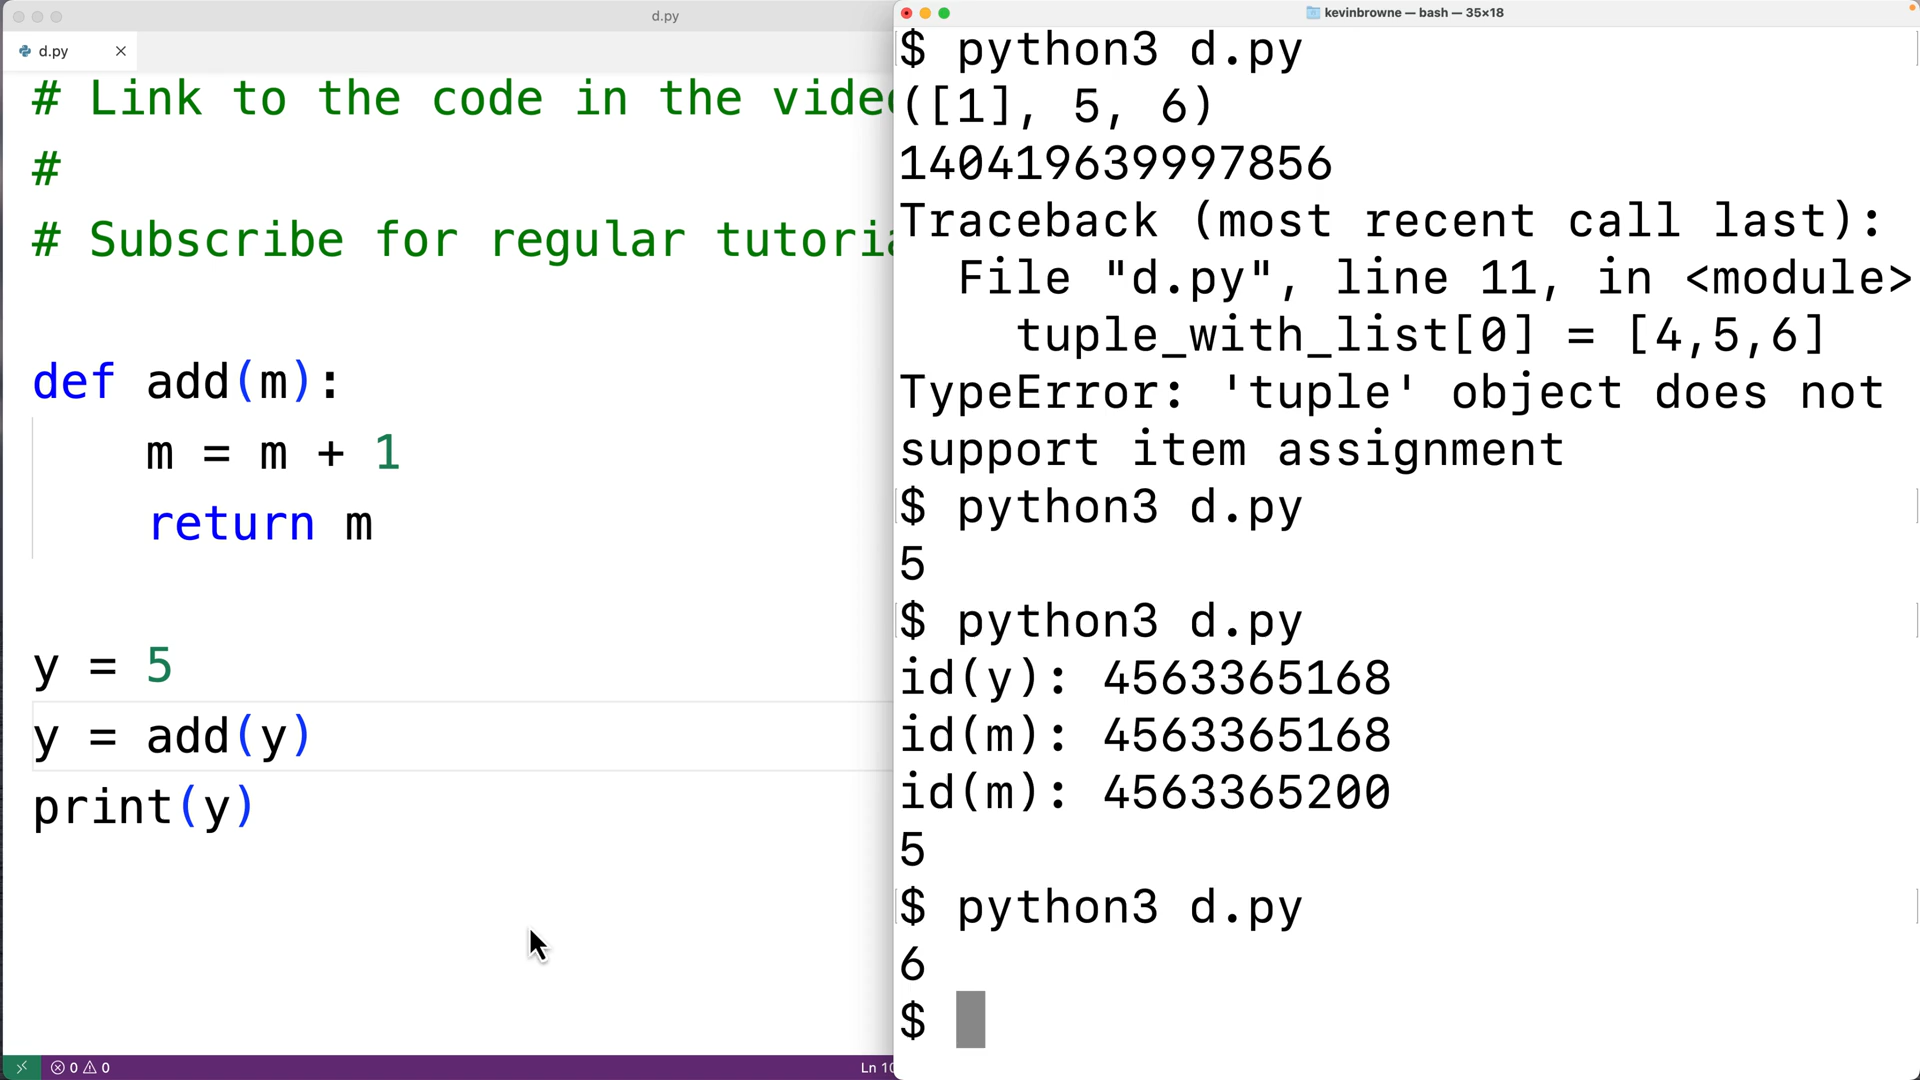 d.py
d.py
# Link to the code in the vide
#
# Subscribe for regular tutori
def add(m):
m = m + 1
return m
y = 5
y = add(y)
print(y)
0 0
Ln 10
kevinbrowne — bash — 35×18
$ python3 d.py
([1], 5, 6)
140419639997856
Traceback (most recent call last):
File "d.py", line 11, in <module>
tuple_with_list[0] = [4,5,6]
TypeError: 'tuple' object does not
support item assignment
$ python3 d.py
5
$ python3 d.py
id(y): 4563365168
id(m): 4563365168
id(m): 4563365200
5
$ python3 d.py
6
$